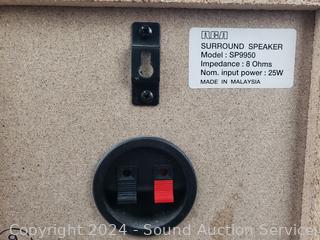 RCA
SURROUND SPEAKER
Model : SP9950
Impedance : 8 Ohms
Nom. input power : 25W
MADE IN MALAYSIA
Copyright 2024 - Sound Auction Service